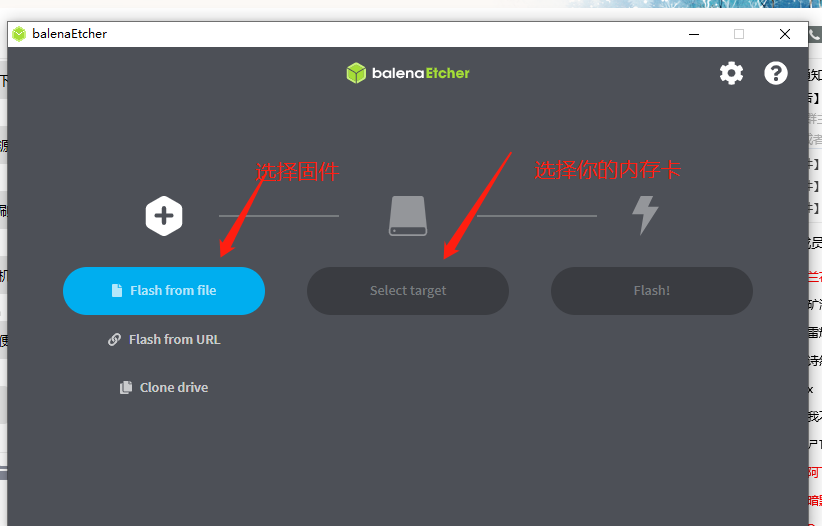 balenaEtcher
balenaEtcher
选择固件
选择你的内存卡
Flash from file
Select target
Flash!
Flash from URL
Clone drive